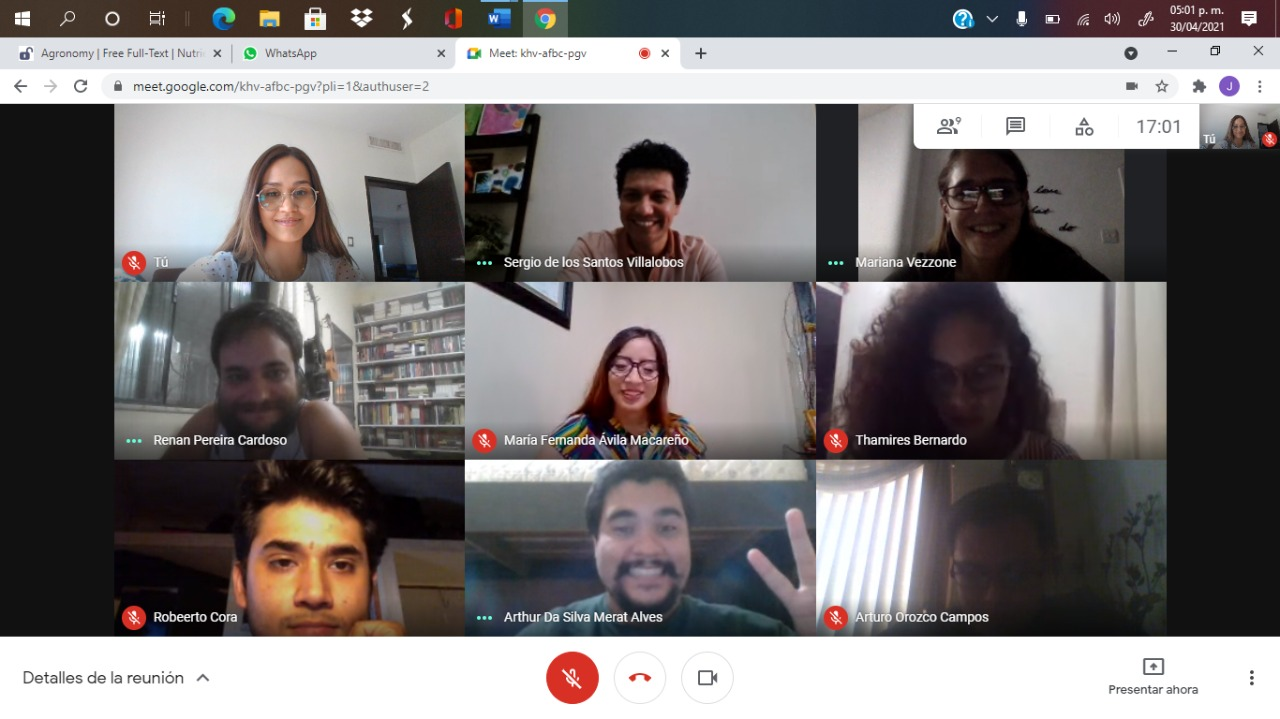 05:01 p. m.
30/04/2021
Agronomy | Free Full-Text | Nutri
WhatsApp
Meet: khv-afbc-pgv
meet.google.com/khv-afbc-pgv?pli=1&authuser=2
J
9
17:01
Tú
Tú
Sergio de los Santos Villalobos
Mariana Vezzone
Renan Pereira Cardoso
María Fernanda Ávila Macareño
Thamires Bernardo
Robeerto Cora
Arthur Da Silva Merat Alves
Arturo Orozco Campos
Detalles de la reunión
Presentar ahora